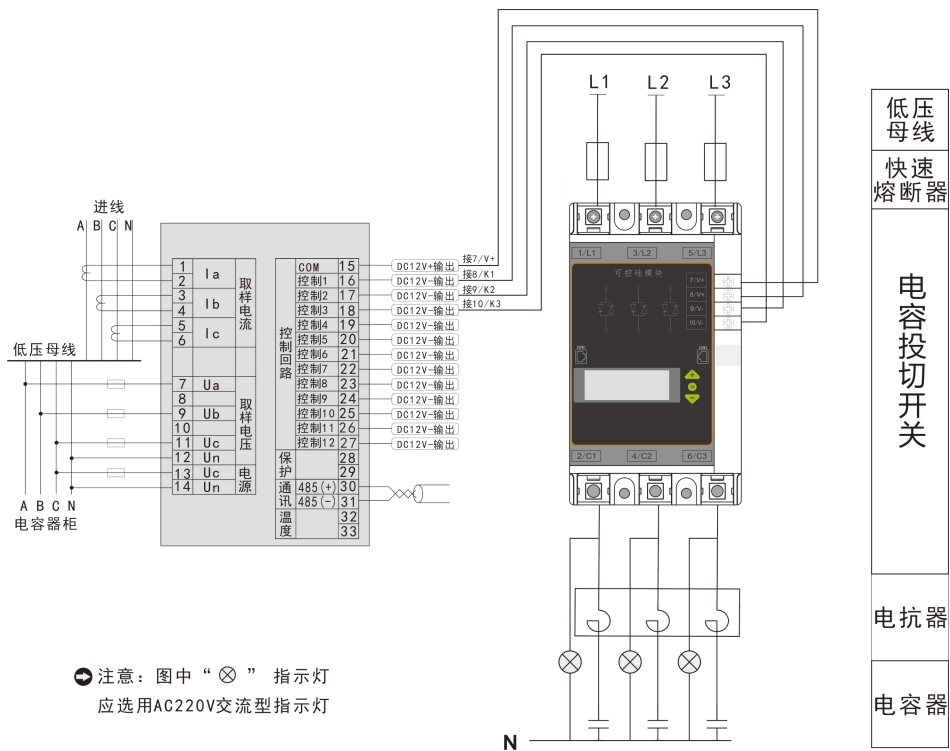 L1 L2 L3
低压
母线
快速
熔断器
电容投切开关
电抗器
电容器
进线
A B C N
低压母线
A B C N
电容器柜
1 Ia
2
3 Ib
4
5 Ic
6
取样电流
7 Ua
8
9 Ub
10
11 Uc
12 Un
取样电压
13 Uc
14 Un
电源
控制回路
COM 15 DC12V+输出 接7/V+
控制1 16 DC12V-输出 接8/K1
控制2 17 DC12V-输出 接9/K2
控制3 18 DC12V-输出 接10/K3
控制4 19 DC12V-输出
控制5 20 DC12V-输出
控制6 21 DC12V-输出
控制7 22 DC12V-输出
控制8 23 DC12V-输出
控制9 24 DC12V-输出
控制10 25 DC12V-输出
控制11 26 DC12V-输出
控制12 27 DC12V-输出
保护 28
29
通讯 485(+) 30
485(-) 31
温度 32
33
1/L1 3/L2 5/L3
可控硅模块
7/V+
8/V+
9/V-
10/V-
2/C1 4/C2 6/C3
N
注意：图中“⊗”指示灯
应选用AC220V交流型指示灯